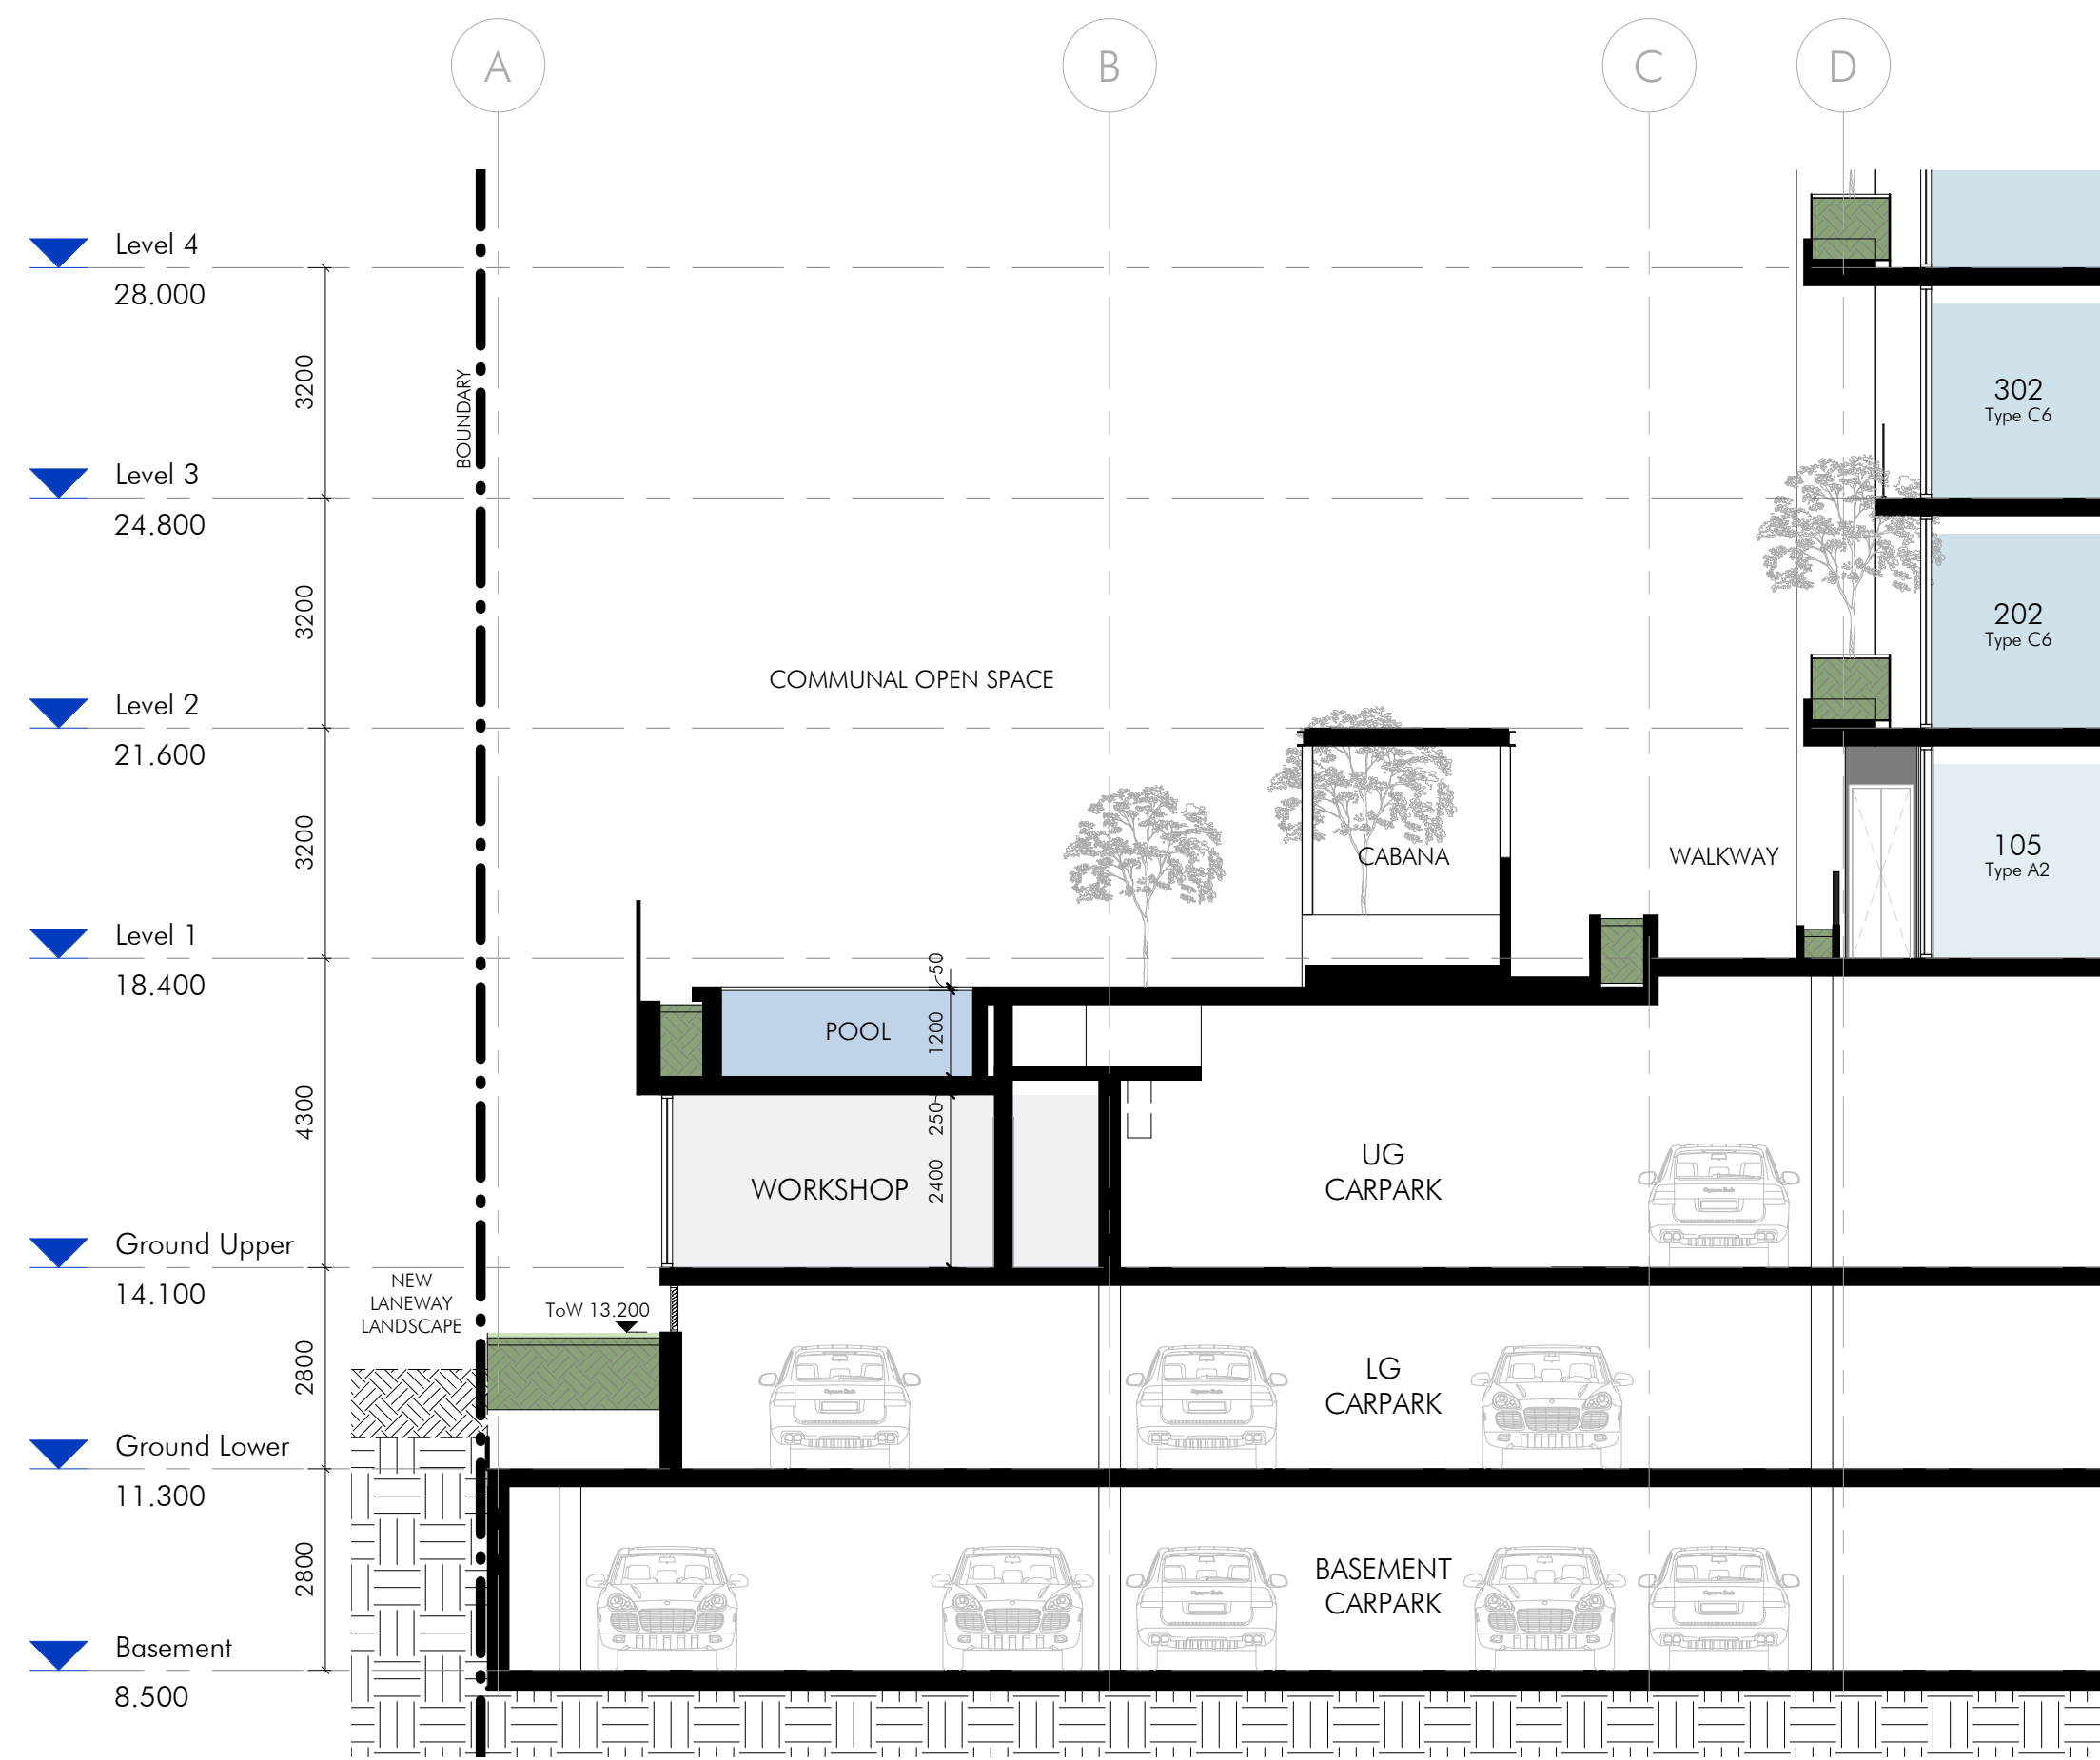 A
B
C
D
Level 4
28.000
3200
BOUNDARY
302
Type C6
Level 3
24.800
3200
202
Type C6
COMMUNAL OPEN SPACE
Level 2
21.600
3200
CABANA
WALKWAY
105
Type A2
Level 1
18.400
50
POOL
1200
4300
250
UG
CARPARK
WORKSHOP
2400
Ground Upper
14.100
NEW
LANEWAY
LANDSCAPE
ToW 13.200
2800
LG
CARPARK
Ground Lower
11.300
2800
BASEMENT
CARPARK
Basement
8.500